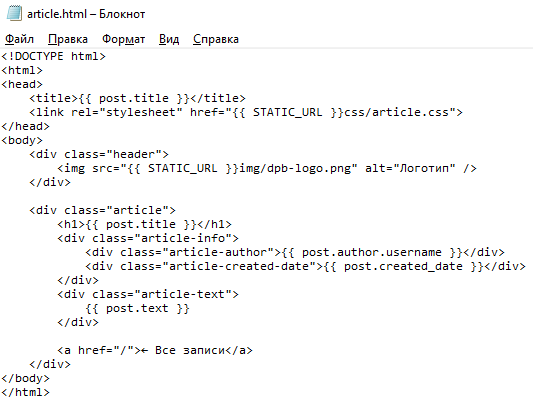 article.html – Блокнот
Файл Правка Формат Вид Справка
<!DOCTYPE html>
<html>
<head>
    <title>{{ post.title }}</title>
    <link rel="stylesheet" href="{{ STATIC_URL }}css/article.css">
</head>
<body>
    <div class="header">
        <img src="{{ STATIC_URL }}img/dpb-logo.png" alt="Логотип" />
    </div>

    <div class="article">
        <h1>{{ post.title }}</h1>
        <div class="article-info">
            <div class="article-author">{{ post.author.username }}</div>
            <div class="article-created-date">{{ post.created_date }}</div>
        </div>
        <div class="article-text">
            {{ post.text }}
        </div>

        <a href="/">← Все записи</a>
    </div>
</body>
</html>